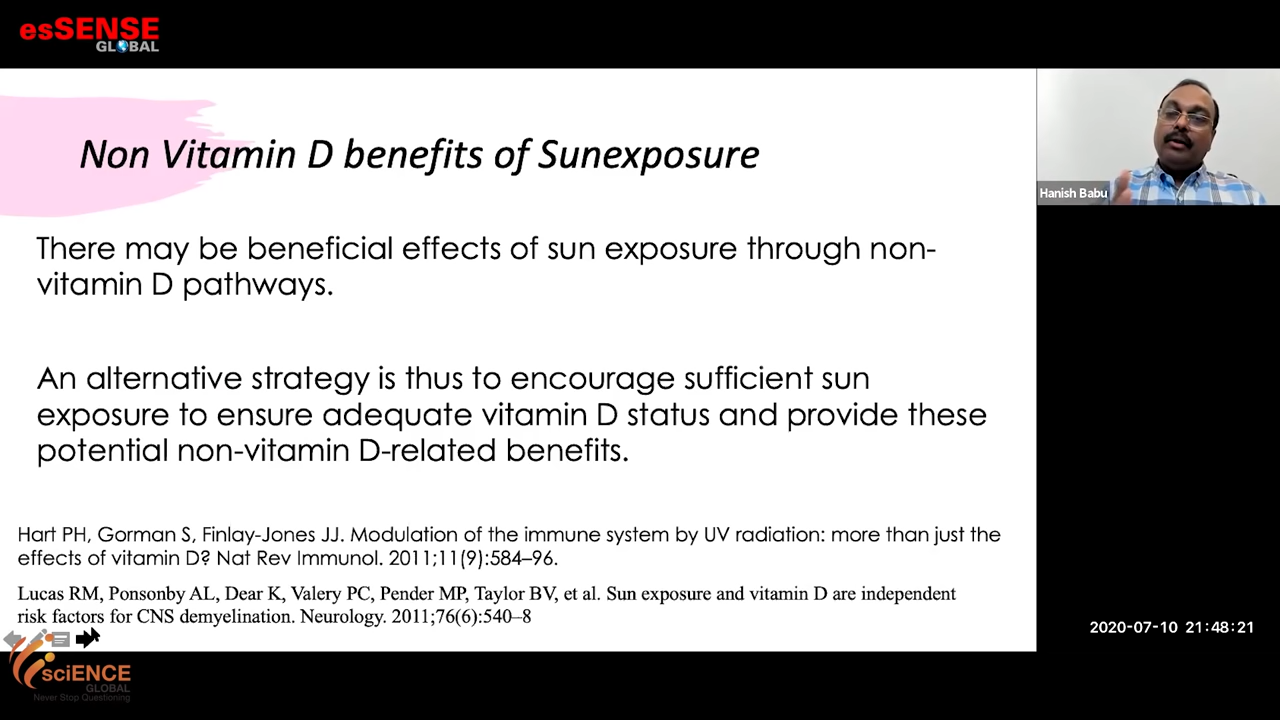 esSENSE
GLOBAL
Non Vitamin D benefits of Sunexposure
Hanish Babu
There may be beneficial effects of sun exposure through non-
vitamin D pathways.
An alternative strategy is thus to encourage sufficient sun
exposure to ensure adequate vitamin D status and provide these
potential non-vitamin D-related benefits.
Hart PH, Gorman S, Finlay-Jones JJ. Modulation of the immune system by UV radiation: more than just the
effects of vitamin D? Nat Rev Immunol. 2011;11(9):584–96.
Lucas RM, Ponsonby AL, Dear K, Valery PC, Pender MP, Taylor BV, et al. Sun exposure and vitamin D are independent
risk factors for CNS demyelination. Neurology. 2011;76(6):540–8
2020-07-10 21:48:21
sciENCE
GLOBAL
Never Stop Questioning